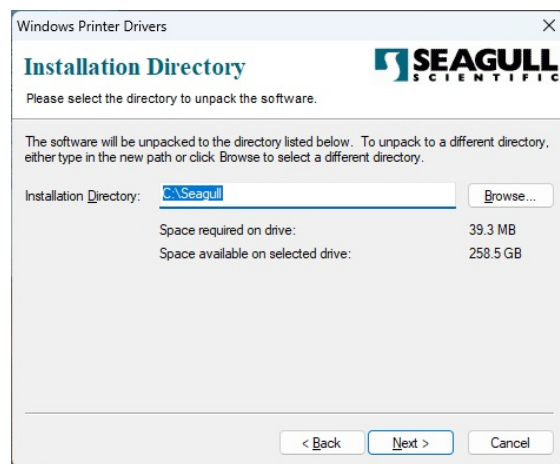 Windows Printer Drivers
Installation Directory
SEAGULL
SCIENTIFIC
Please select the directory to unpack the software.
The software will be unpacked to the directory listed below. To unpack to a different directory,
either type in the new path or click Browse to select a different directory.
Installation Directory: C:\Seagull Browse...
Space required on drive: 39.3 MB
Space available on selected drive: 258.5 GB
< Back Next > Cancel